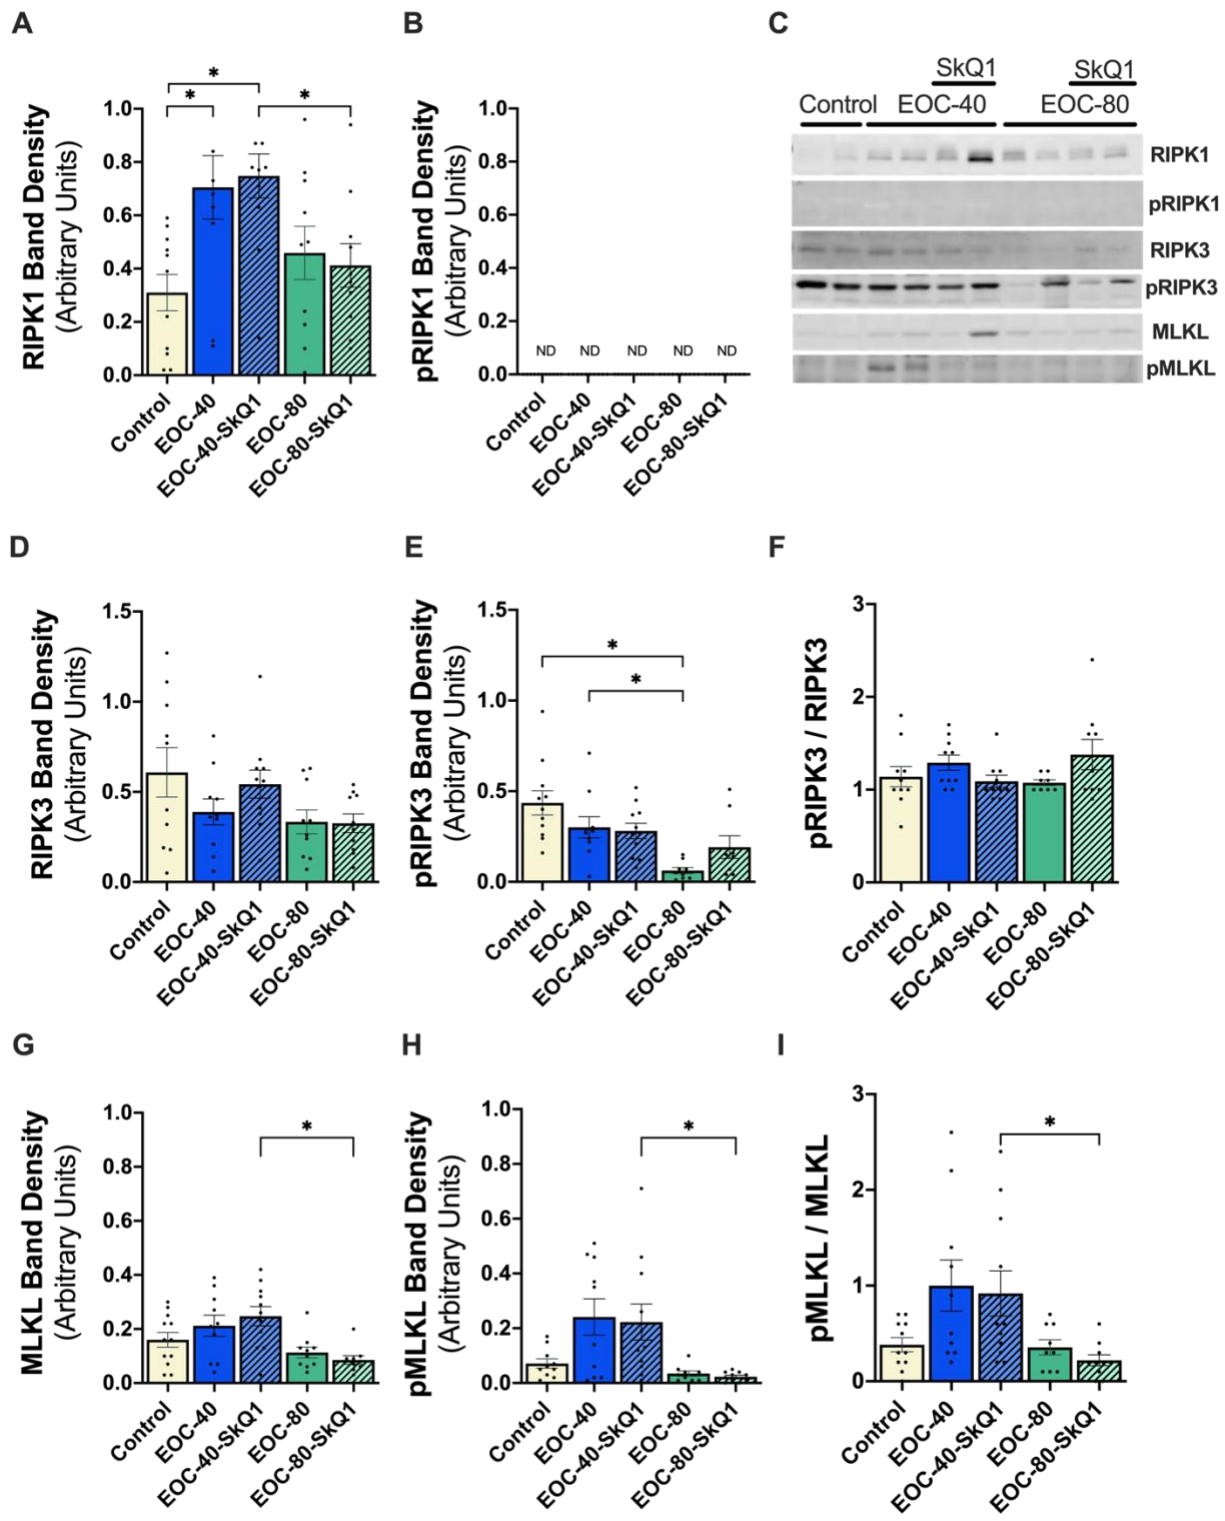 A
RIPK1 Band Density
(Arbitrary Units)
1.0
0.8
0.6
0.4
0.2
0.0
*
*
*
Control
EOC-40
EOC-40-SkQ1
EOC-80
EOC-80-SkQ1
B
pRIPK1 Band Density
(Arbitrary Units)
1.0
0.8
0.6
0.4
0.2
0.0
ND ND ND ND ND
Control
EOC-40
EOC-40-SkQ1
EOC-80
EOC-80-SkQ1
C
SkQ1 SkQ1
Control EOC-40 EOC-80
RIPK1
pRIPK1
RIPK3
pRIPK3
MLKL
pMLKL
D
RIPK3 Band Density
(Arbitrary Units)
1.5
1.0
0.5
0.0
Control
EOC-40
EOC-40-SkQ1
EOC-80
EOC-80-SkQ1
E
pRIPK3 Band Density
(Arbitrary Units)
1.5
1.0
0.5
0.0
*
*
Control
EOC-40
EOC-40-SkQ1
EOC-80
EOC-80-SkQ1
F
pRIPK3 / RIPK3
3
2
1
0
Control
EOC-40
EOC-40-SkQ1
EOC-80
EOC-80-SkQ1
G
MLKL Band Density
(Arbitrary Units)
1.0
0.8
0.6
0.4
0.2
0.0
*
Control
EOC-40
EOC-40-SkQ1
EOC-80
EOC-80-SkQ1
H
pMLKL Band Density
(Arbitrary Units)
1.0
0.8
0.6
0.4
0.2
0.0
*
Control
EOC-40
EOC-40-SkQ1
EOC-80
EOC-80-SkQ1
I
pMLKL / MLKL
3
2
1
0
*
Control
EOC-40
EOC-40-SkQ1
EOC-80
EOC-80-SkQ1